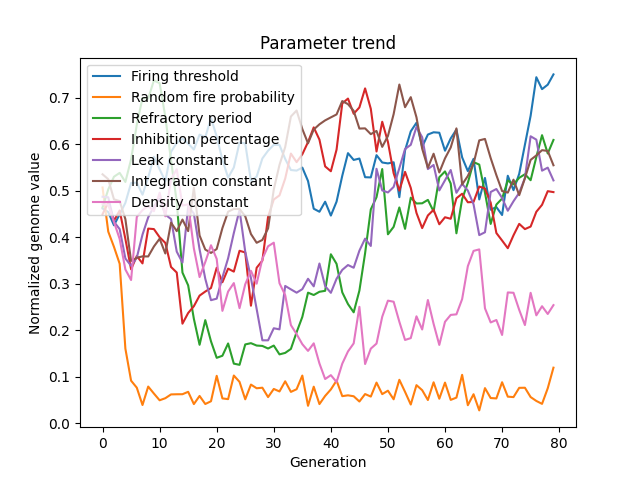 Parameter trend
Firing threshold
Random fire probability
Refractory period
Inhibition percentage
Leak constant
Integration constant
Density constant
Normalized genome value
0.7
0.6
0.5
0.4
0.3
0.2
0.1
0.0
0 10 20 30 40 50 60 70 80
Generation